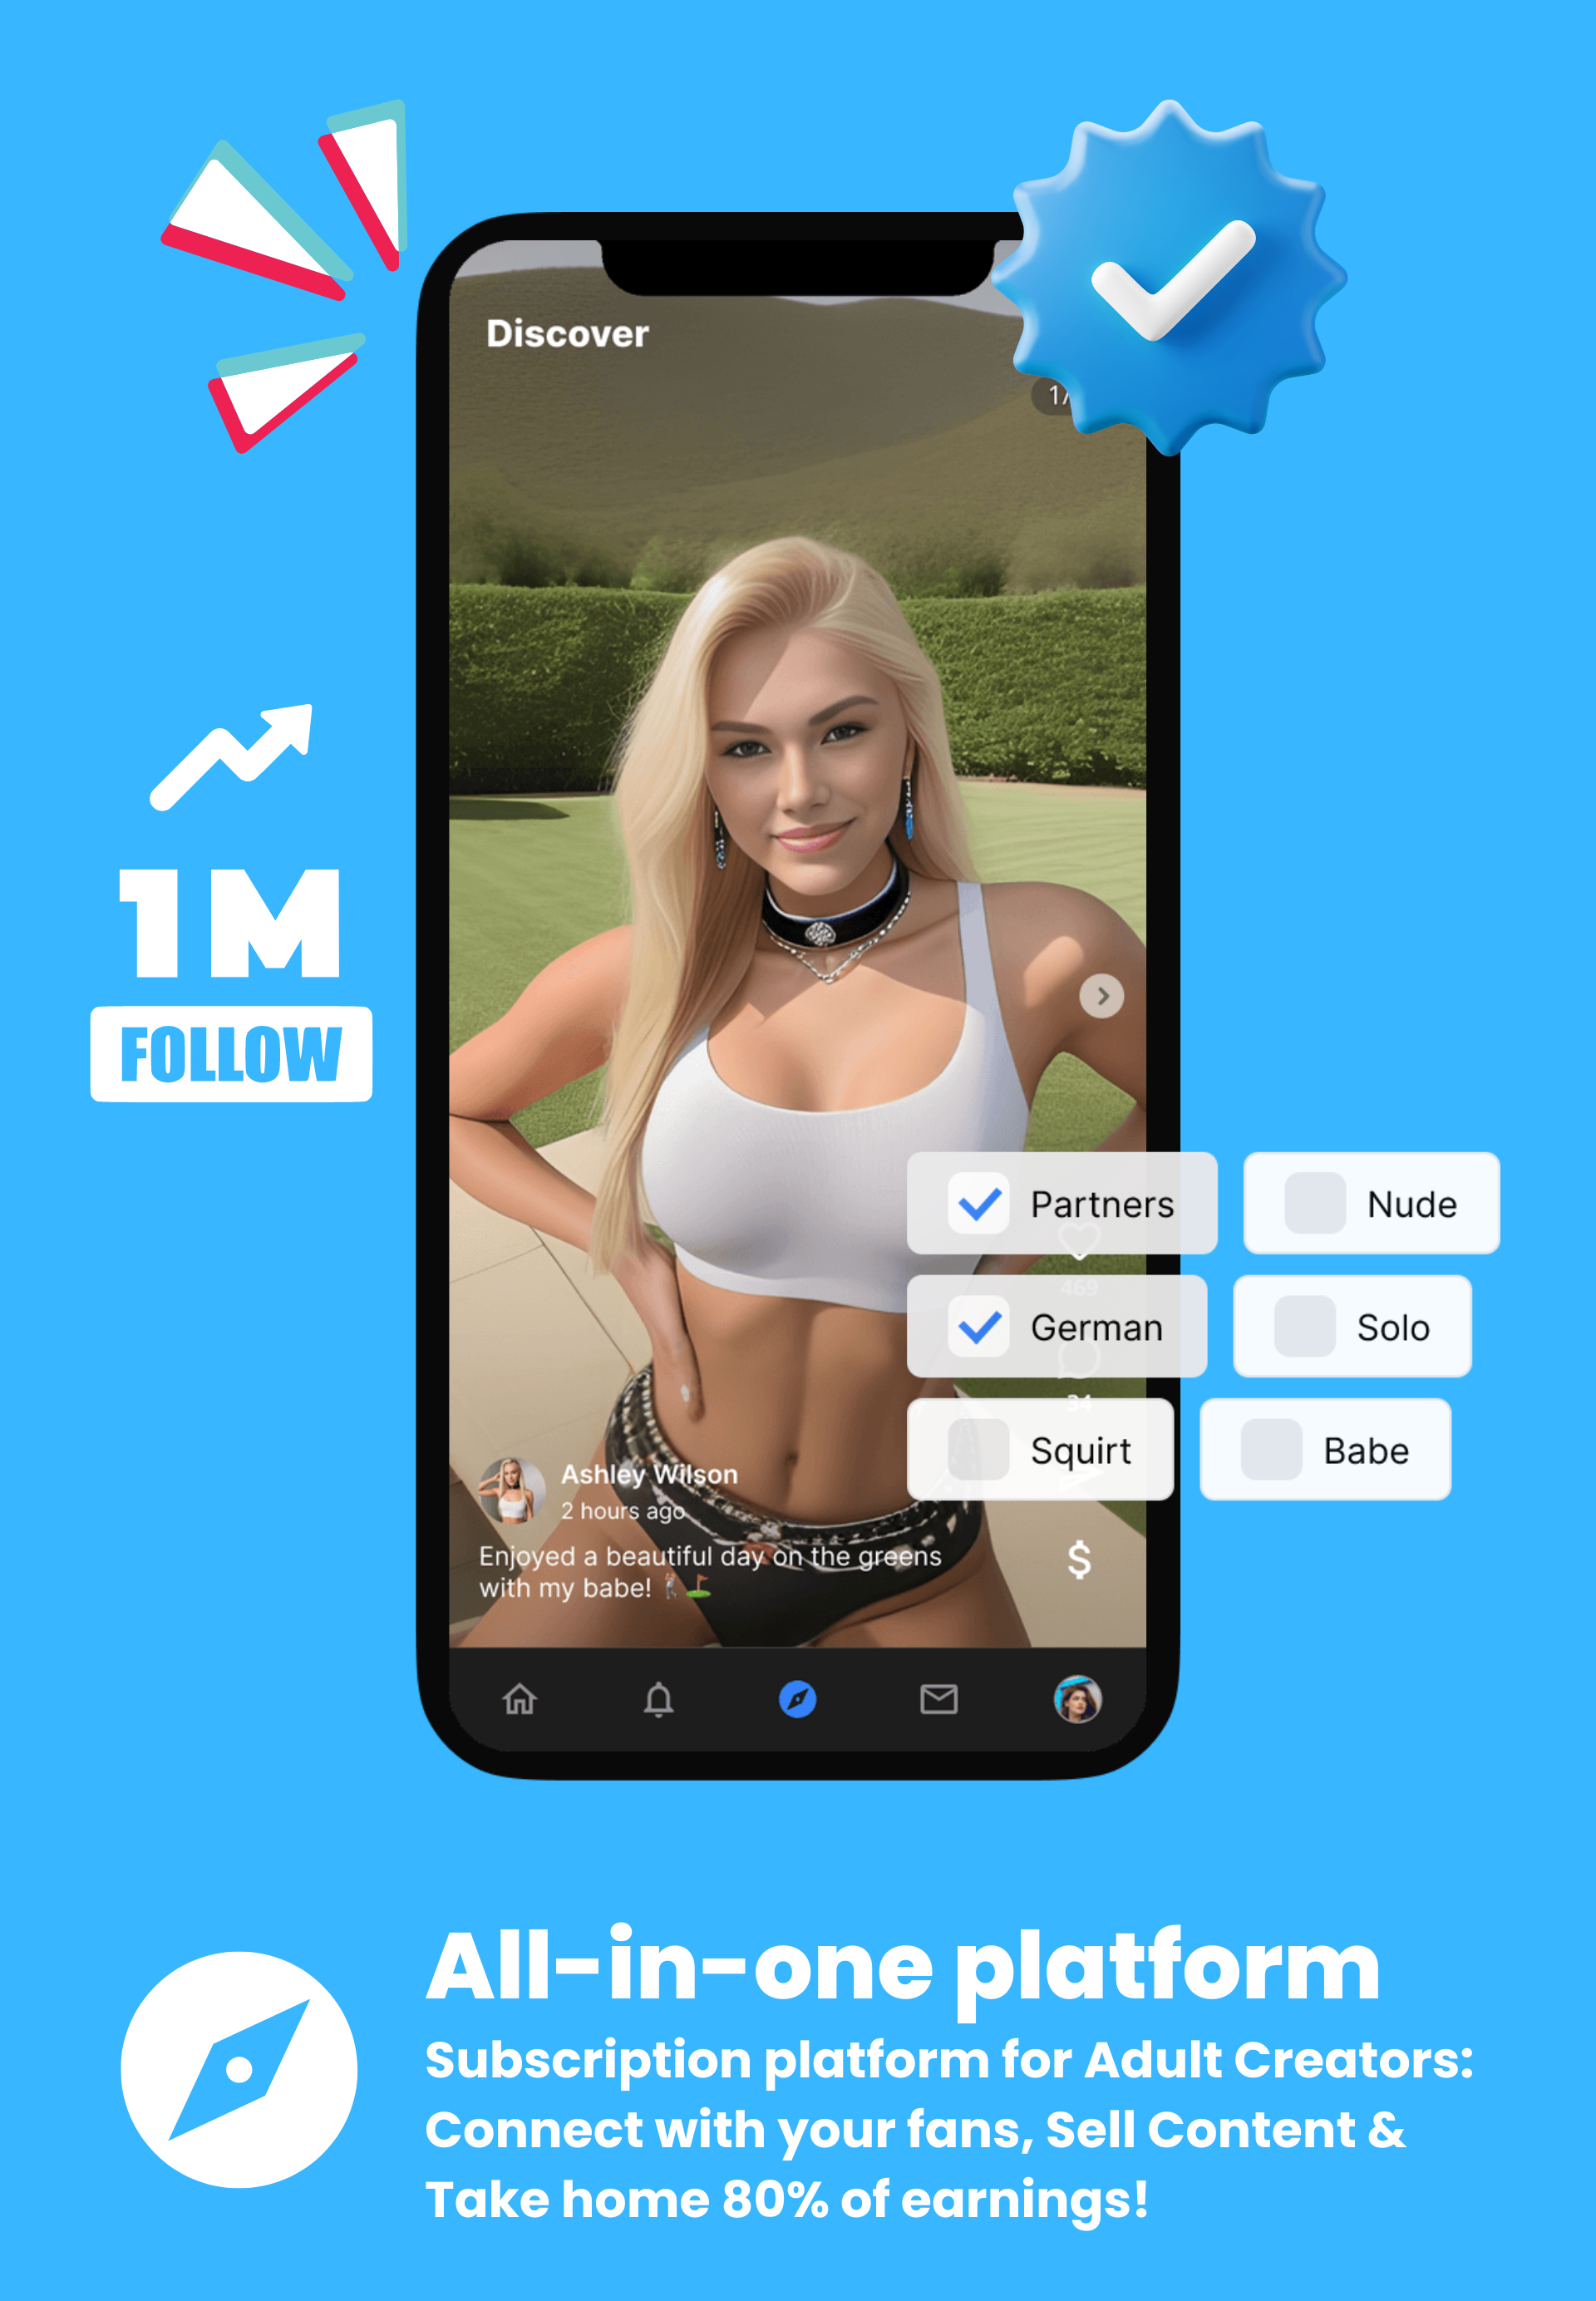 Discover
1/
1M
FOLLOW
Partners
Nude
469
German
Solo
34
Squirt
Babe
Ashley Wilson
2 hours ago
Enjoyed a beautiful day on the greens
with my babe! 🏌️⛳
$
All-in-one platform
Subscription platform for Adult Creators:
Connect with your fans, Sell Content &
Take home 80% of earnings!